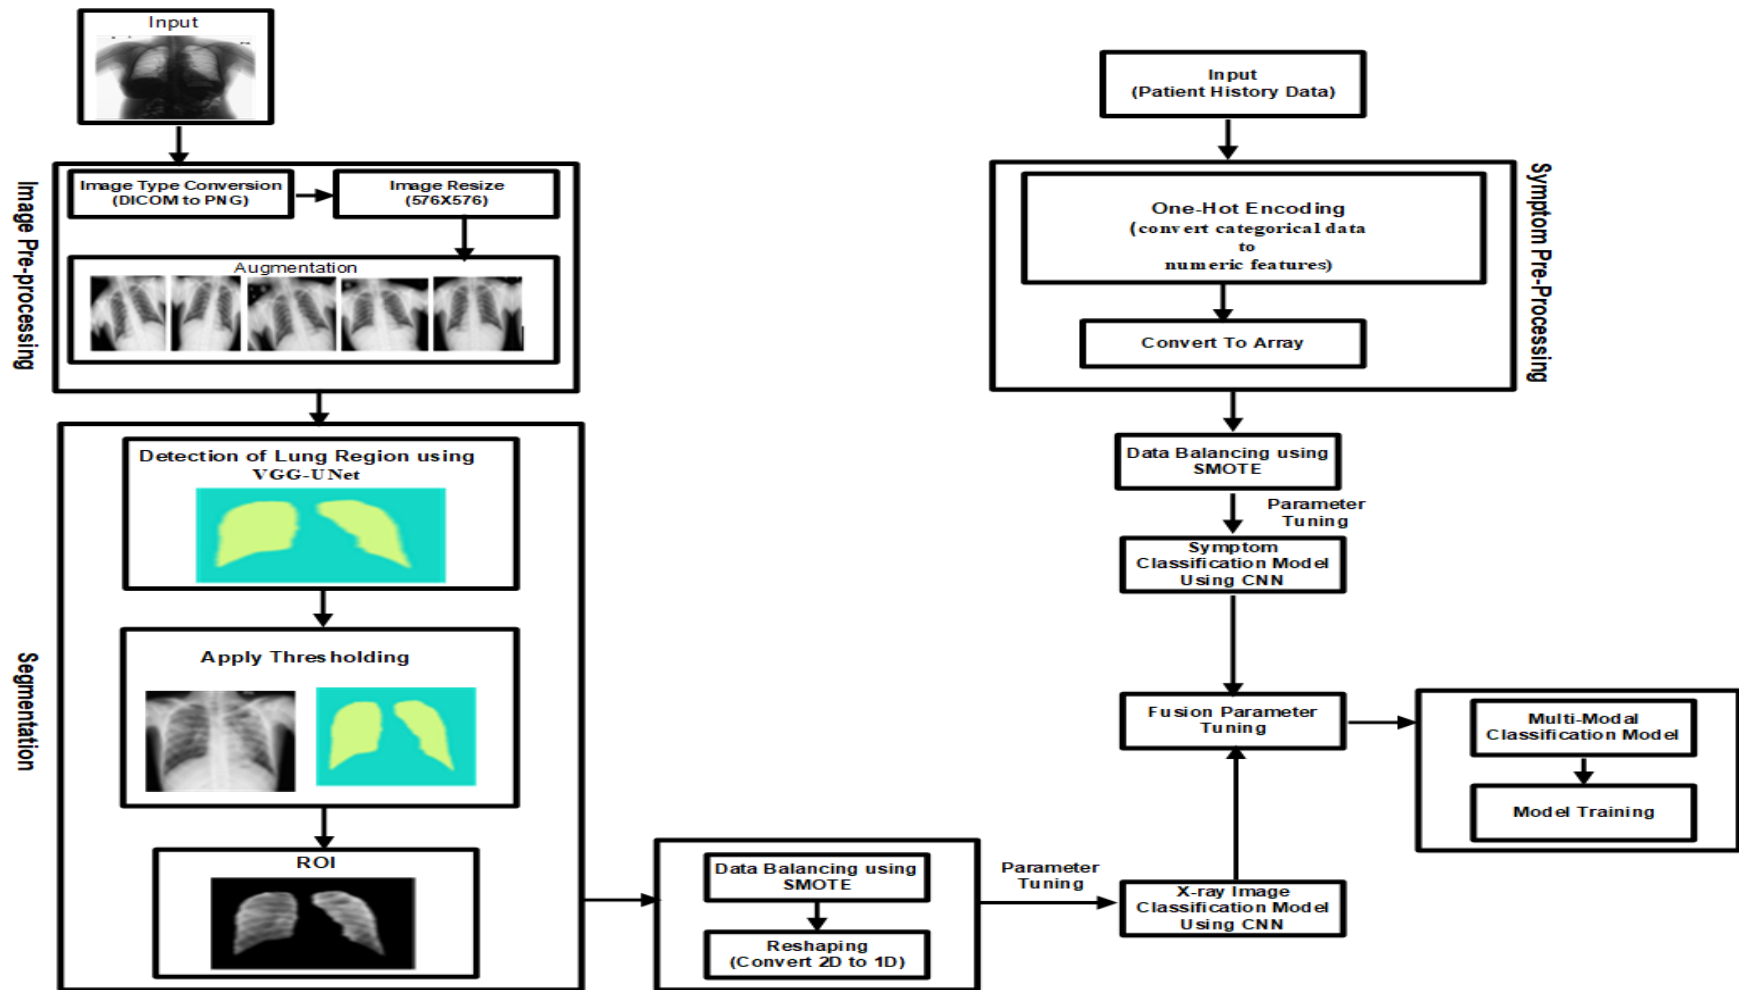 Input
Image Pre-processing
Image Type Conversion
(DICOM to PNG)
Image Resize
(576X576)
Augmentation
Segmentation
Detection of Lung Region using
VGG-UNet
Apply Thresholding
ROI
Data Balancing using
SMOTE
Reshaping
(Convert 2D to 1D)
Parameter
Tuning
X-ray Image
Classification Model
Using CNN
Input
(Patient History Data)
Symptom Pre-Processing
One-Hot Encoding
(convert categorical data
to
numeric features)
Convert To Array
Data Balancing using
SMOTE
Parameter
Tuning
Symptom
Classification Model
Using CNN
Fusion Parameter
Tuning
Multi-Modal
Classification Model
Model Training